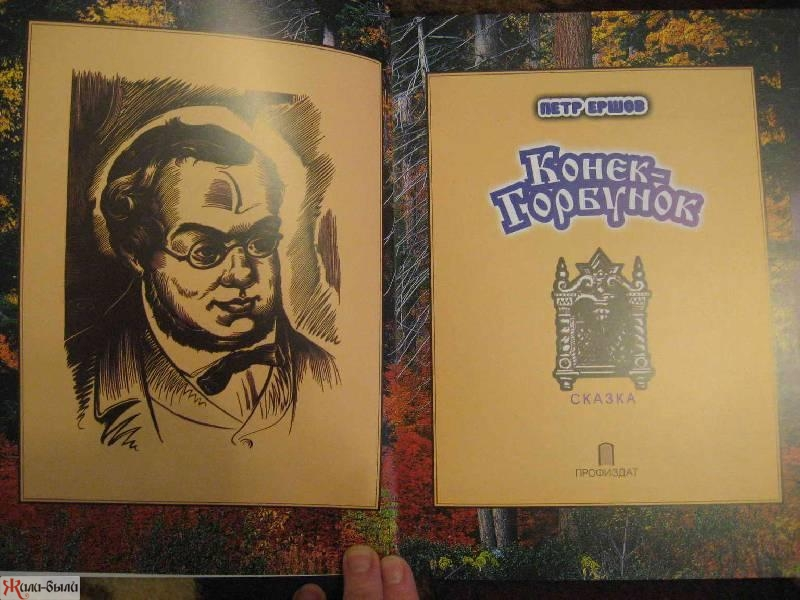 ПЕТР ЕРШОВ
Конек-
Горбунок
СКАЗКА
ПРОФИЗДАТ
Жили-были